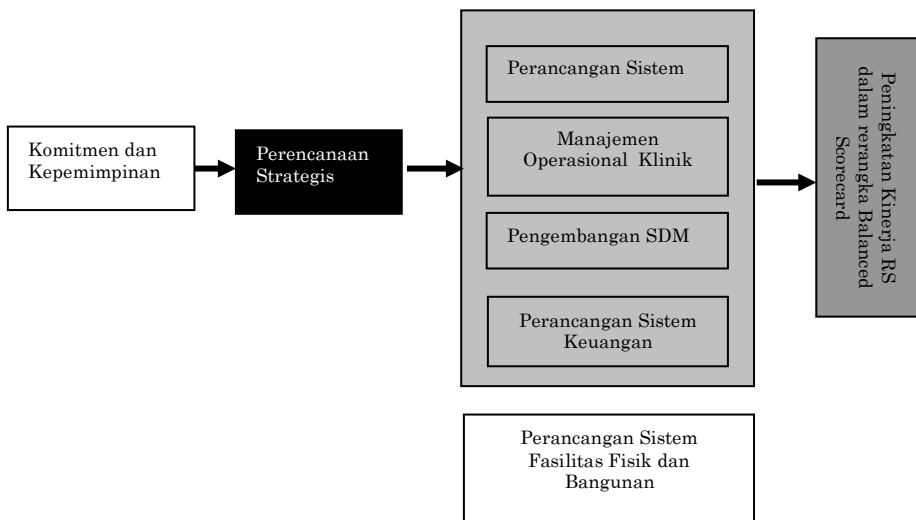 Komitmen dan
Kepemimpinan
Perencanaan
Strategis
Perancangan Sistem
Manajemen
Operasional Klinik
Pengembangan SDM
Perancangan Sistem
Keuangan
Perancangan Sistem
Fasilitas Fisik dan
Bangunan
Peningkatan Kinerja RS
dalam rerangka Balanced
Scorecard